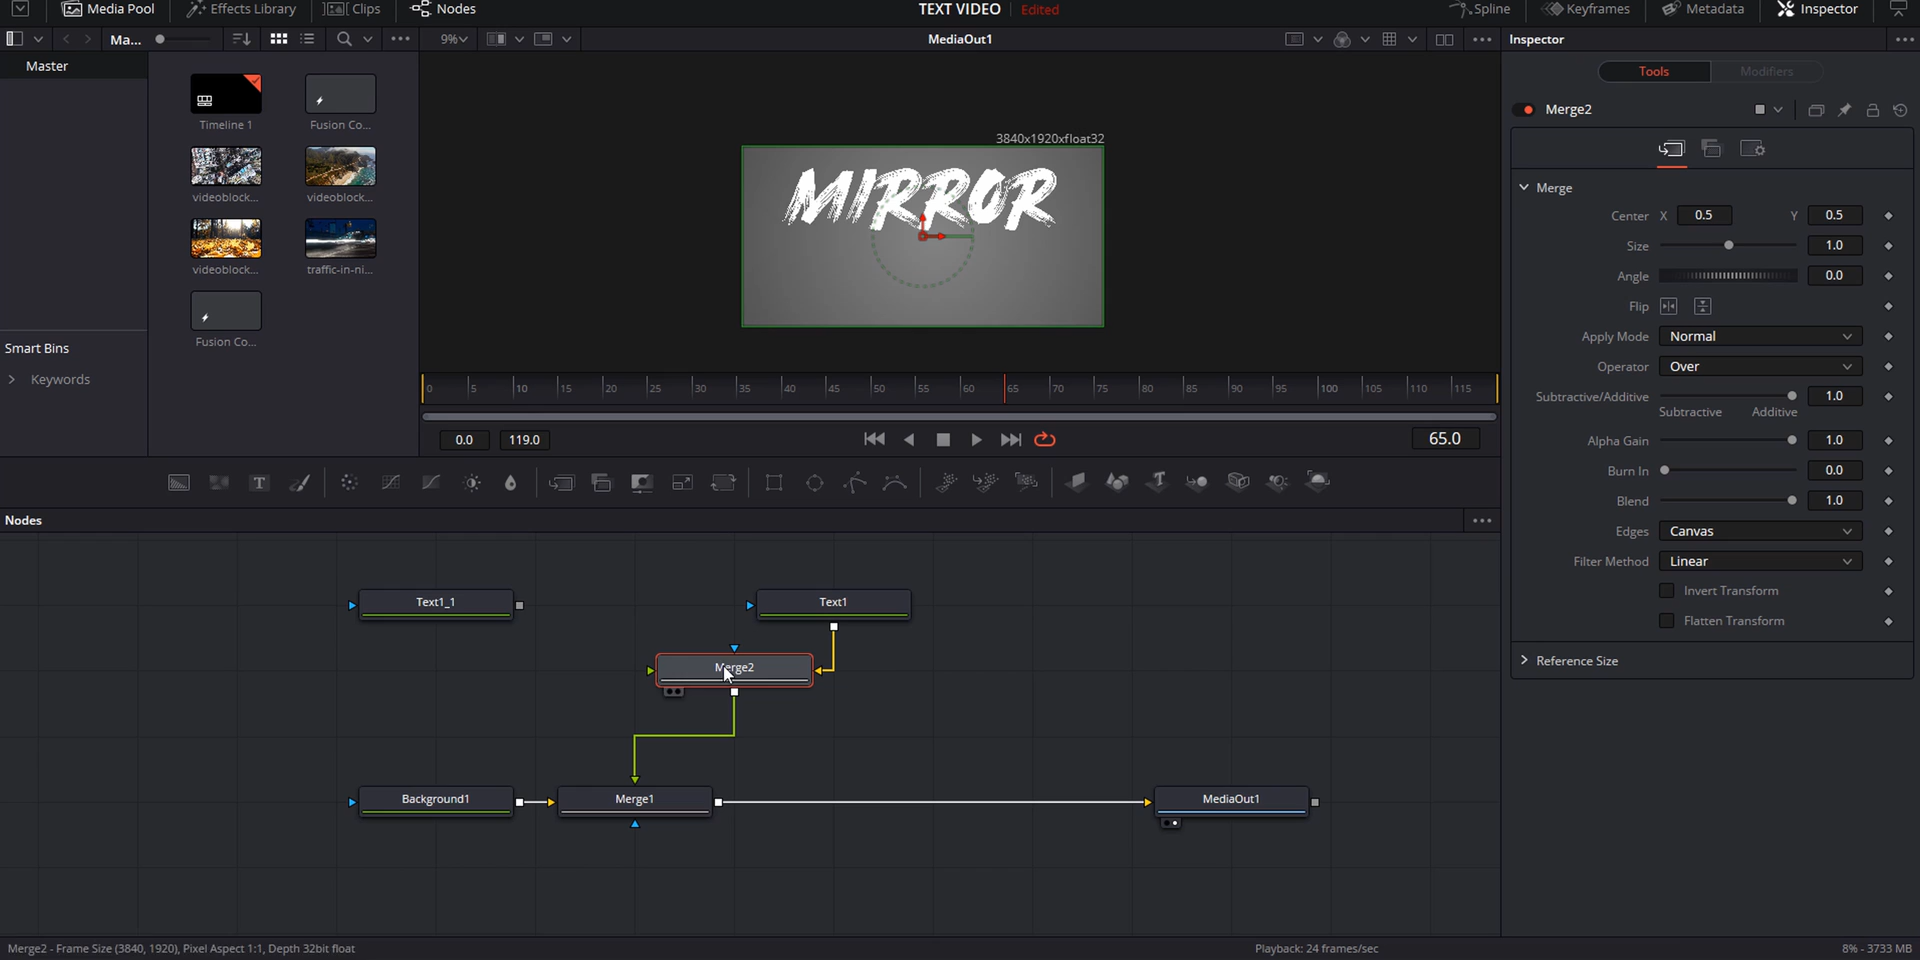 Media Pool Effects Library Clips Nodes TEXT VIDEO Edited Spline Keyframes Metadata Inspector
Ma... 9% MediaOut1 Inspector
Master
Timeline 1 Fusion Co...
videoblock... videoblock...
videoblock... traffic-in-ni...
Fusion Co...
Smart Bins
Keywords
3840x1920xfloat32
MIRROR
0 5 10 15 20 25 30 35 40 45 50 55 60 65 70 75 80 85 90 95 100 105 110 115
0.0 119.0 65.0
Nodes
Text1_1 Text1
Merge2
Background1 Merge1 MediaOut1
Tools Modifiers
Merge2
Merge
Center X 0.5 Y 0.5
Size 1.0
Angle 0.0
Flip
Apply Mode Normal
Operator Over
Subtractive/Additive 1.0
Subtractive Additive
Alpha Gain 1.0
Burn In 0.0
Blend 1.0
Edges Canvas
Filter Method Linear
Invert Transform
Flatten Transform
Reference Size
Merge2 - Frame Size (3840, 1920), Pixel Aspect 1:1, Depth 32bit float Playback: 24 frames/sec 8% - 3733 MB